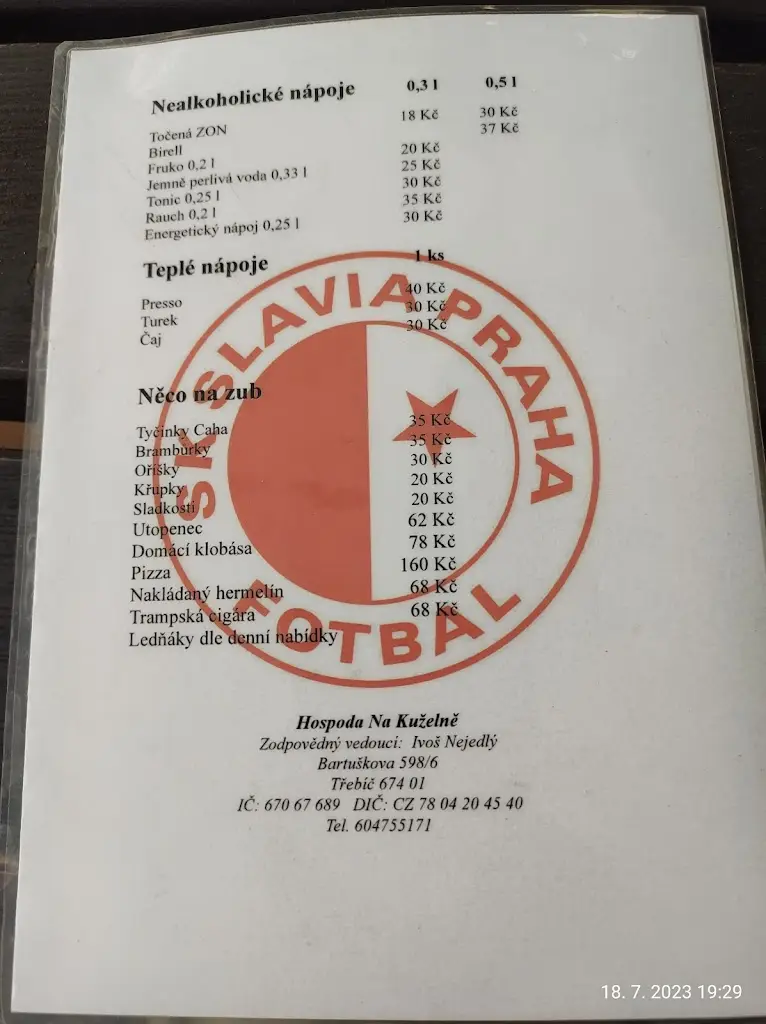 Nealkoholické nápoje 0,3 l 0,5 l
Točená ZON 18 Kč 30 Kč
Birell 37 Kč
Fruko 0,2 l 20 Kč
Jemně perlivá voda 0,33 l 25 Kč
Tonic 0,25 l 30 Kč
Rauch 0,2 l 35 Kč
Energetický nápoj 0,25 l 30 Kč
Teplé nápoje 1 ks
Presso 40 Kč
Turek 30 Kč
Čaj 30 Kč
SK SLAVIA PRAHA
Něco na zub
Tyčinky Caha 35 Kč
Brambůrky 35 Kč
Oříšky 30 Kč
Křupky 20 Kč
Sladkosti 20 Kč
Utopenec 62 Kč
Domácí klobása 78 Kč
Pizza 160 Kč
Nakládaný hermelín 68 Kč
Trampská cigára 68 Kč
Ledňáky dle denní nabídky
FOTBAL
Hospoda Na Kuželně
Zodpovědný vedoucí: Ivoš Nejedlý
Bartuškova 598/6
Třebíč 674 01
IČ: 670 67 689 DIČ: CZ 78 04 20 45 40
Tel. 604755171
18. 7. 2023 19:29